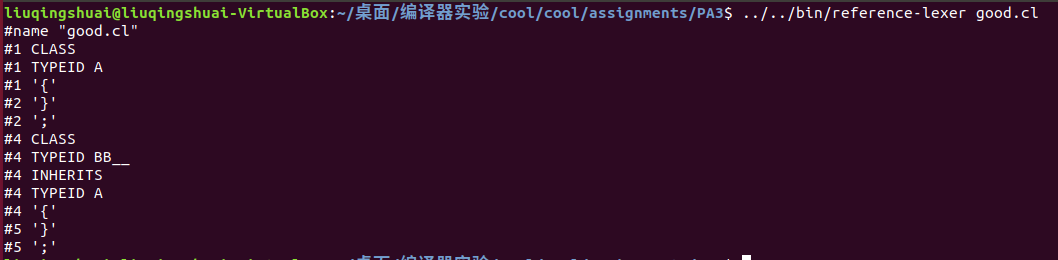 liuqingshuai@liuqingshuai-VirtualBox:~/桌面/编译器实验/cool/cool/assignments/PA3$ ../../bin/reference-lexer good.cl
#name "good.cl"
#1 CLASS
#1 TYPEID A
#1 '{'
#2 '}'
#2 ';'
#4 CLASS
#4 TYPEID BB__
#4 INHERITS
#4 TYPEID A
#4 '{'
#5 '}'
#5 ';'